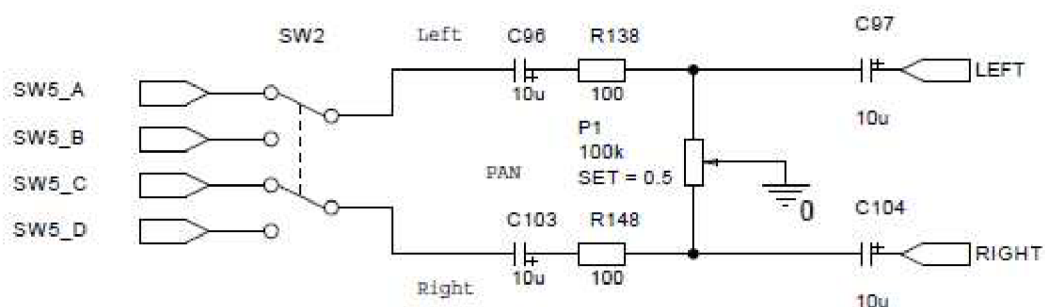 SW2
Left
C96
R138
C97
SW5_A
10u
100
LEFT
10u
SW5_B
P1
100k
SET = 0.5
PAN
0
SW5_C
SW5_D
C103
R148
C104
10u
100
RIGHT
Right
10u